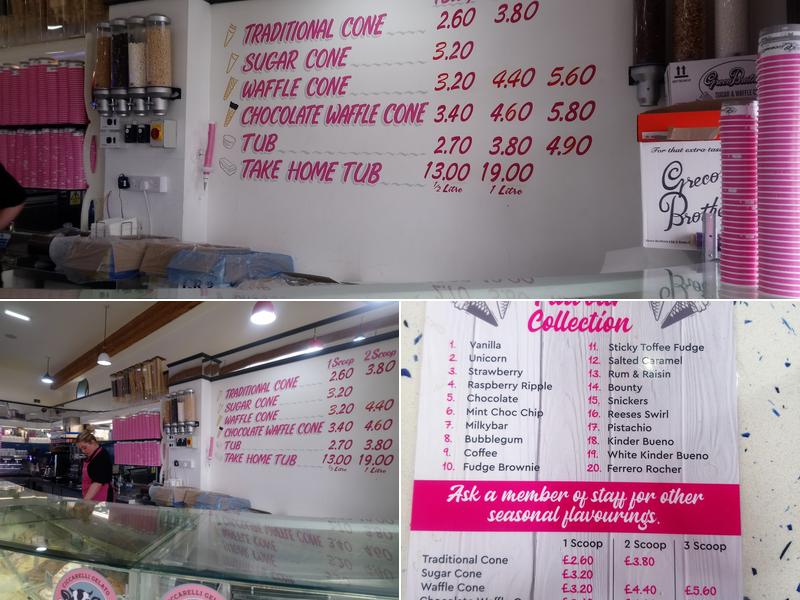 TRADITIONAL CONE 2.60 3.80
SUGAR CONE 3.20
WAFFLE CONE 3.20 4.40 5.60
CHOCOLATE WAFFLE CONE 3.40 4.60 5.80
TUB 2.70 3.80 4.90
TAKE HOME TUB 13.00 19.00
½ Litre 1 Litre
For that extra
Greco
Broth
1 Scoop 2 Scoop
TRADITIONAL CONE 2.60 3.80
SUGAR CONE 3.20
WAFFLE CONE 3.20 4.40
CHOCOLATE WAFFLE CONE 3.40 4.60
TUB 2.70 3.80
TAKE HOME TUB 13.00 19.00
½ Litre 1 Litre
CICCARELLI GELATO
CICCARELLI GELA
Collection
1. Vanilla
2. Unicorn
3. Strawberry
4. Raspberry Ripple
5. Chocolate
6. Mint Choc Chip
7. Milkybar
8. Bubblegum
9. Coffee
10. Fudge Brownie
11. Sticky Toffee Fudge
12. Salted Caramel
13. Rum & Raisin
14. Bounty
15. Snickers
16. Reeses Swirl
17. Pistachio
18. Kinder Bueno
19. White Kinder Bueno
20. Ferrero Rocher
Ask a member of staff for other
seasonal flavourings.
1 Scoop 2 Scoop 3 Scoop
Traditional Cone £2.60 £3.80
Sugar Cone £3.20
Waffle Cone £3.20 £4.40 £5.60